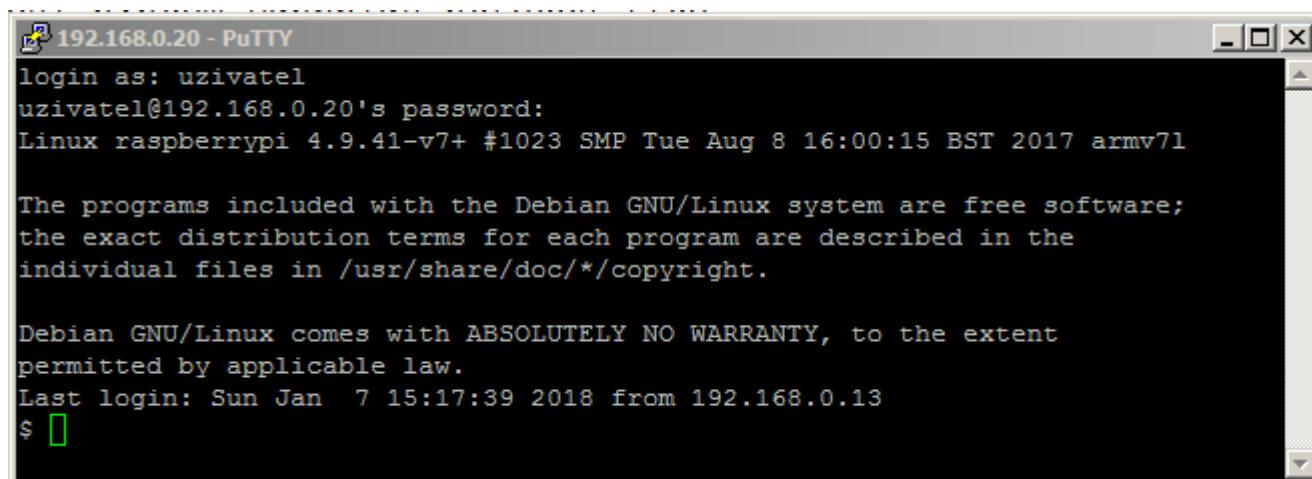 192.168.0.20 - PuTTY
login as: uzivatel
uzivatel@192.168.0.20's password:
Linux raspberrypi 4.9.41-v7+ #1023 SMP Tue Aug 8 16:00:15 BST 2017 armv7l
The programs included with the Debian GNU/Linux system are free software;
the exact distribution terms for each program are described in the
individual files in /usr/share/doc/*/copyright.
Debian GNU/Linux comes with ABSOLUTELY NO WARRANTY, to the extent
permitted by applicable law.
Last login: Sun Jan  7 15:17:39 2018 from 192.168.0.13
$